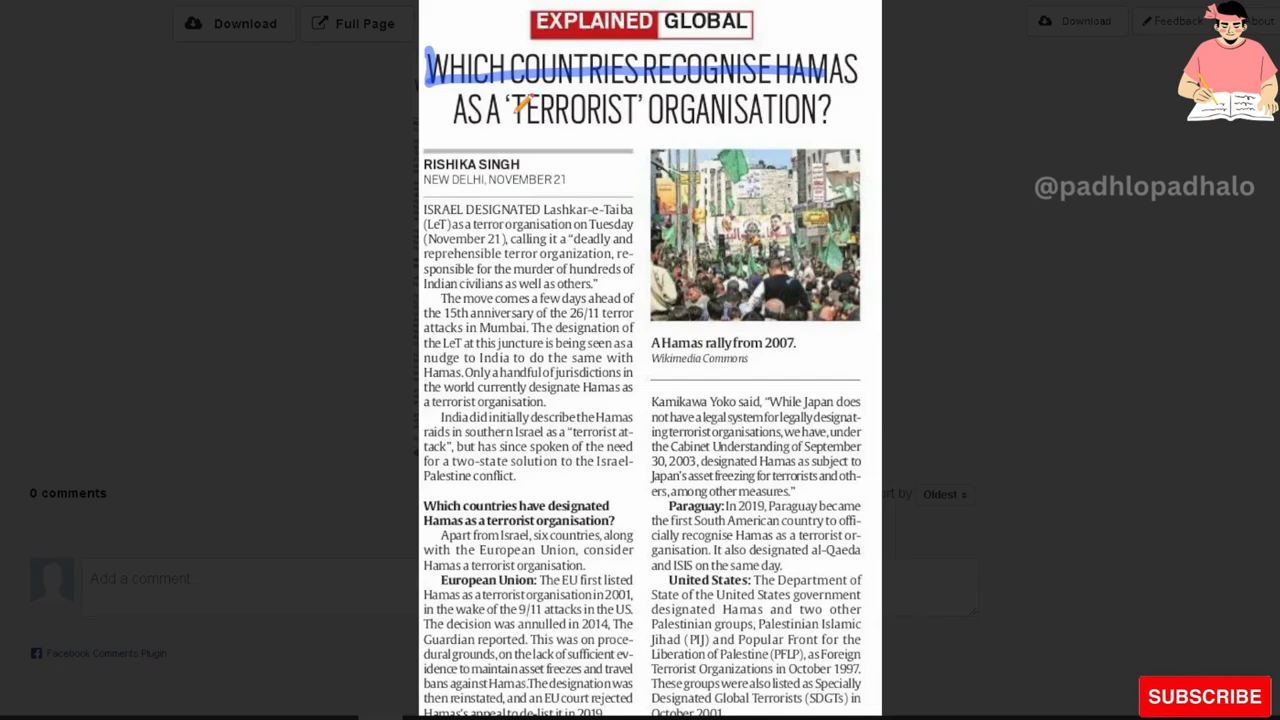 Download
Full Page
Download
Feedback
About
EXPLAINED GLOBAL
WHICH COUNTRIES RECOGNISE HAMAS
AS A ‘TERRORIST’ ORGANISATION?
@padhlopadhalo
RISHIKA SINGH
NEW DELHI, NOVEMBER 21
ISRAEL DESIGNATED Lashkar-e-Taiba
(LeT) as a terror organisation on Tuesday
(November 21), calling it a “deadly and
reprehensible terror organization, re-
sponsible for the murder of hundreds of
Indian civilians as well as others.”
The move comes a few days ahead of
the 15th anniversary of the 26/11 terror
attacks in Mumbai. The designation of
the LeT at this juncture is being seen as a
nudge to India to do the same with
Hamas. Only a handful of jurisdictions in
the world currently designate Hamas as
a terrorist organisation.
India did initially describe the Hamas
raids in southern Israel as a “terrorist at-
tack”, but has since spoken of the need
for a two-state solution to the Israel-
Palestine conflict.
Which countries have designated
Hamas as a terrorist organisation?
Apart from Israel, six countries, along
with the European Union, consider
Hamas a terrorist organisation.
European Union: The EU first listed
Hamas as a terrorist organisation in 2001,
in the wake of the 9/11 attacks in the US.
The decision was annulled in 2014, The
Guardian reported. This was on proce-
dural grounds, on the lack of sufficient ev-
idence to maintain asset freezes and travel
bans against Hamas.The designation was
then reinstated, and an EU court rejected
Hamas's appeal to de-list it in 2019.
A Hamas rally from 2007.
Wikimedia Commons
Kamikawa Yoko said, “While Japan does
not have a legal system for legally designat-
ing terrorist organisations, we have, under
the Cabinet Understanding of September
30, 2003, designated Hamas as subject to
Japan's asset freezing for terrorists and oth-
ers, among other measures.”
Paraguay: In 2019, Paraguay became
the first South American country to offi-
cially recognise Hamas as a terrorist or-
ganisation. It also designated al-Qaeda
and ISIS on the same day.
United States: The Department of
State of the United States government
designated Hamas and two other
Palestinian groups, Palestinian Islamic
Jihad (PIJ) and Popular Front for the
Liberation of Palestine (PFLP), as Foreign
Terrorist Organizations in October 1997.
These groups were also listed as Specially
Designated Global Terrorists (SDGTs) in
October 2001.
0 comments
by Oldest
Add a comment
Facebook Comments Plugin
SUBSCRIBE